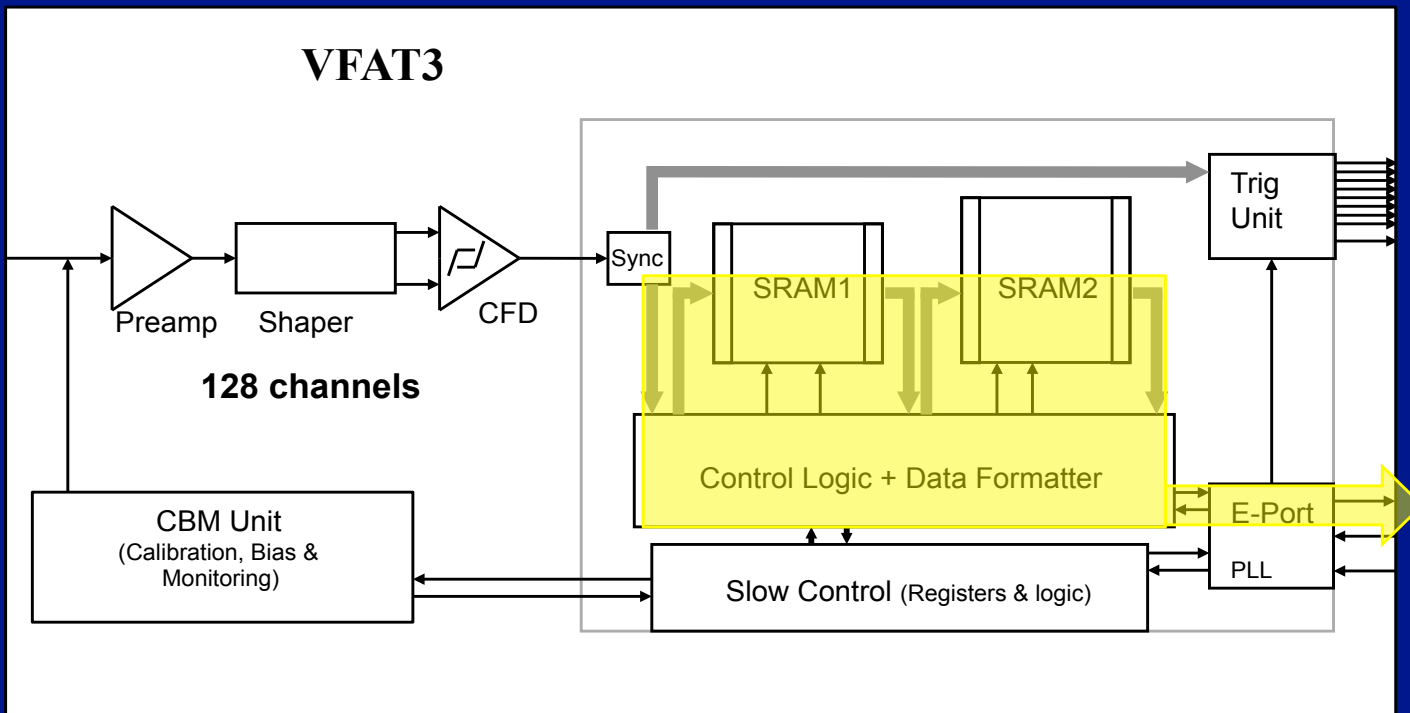 VFAT3
Trig
Unit
Sync
SRAM1
SRAM2
Preamp
Shaper
CFD
128 channels
Control Logic + Data Formatter
CBM Unit
(Calibration, Bias &
Monitoring)
E-Port
PLL
Slow Control (Registers & logic)